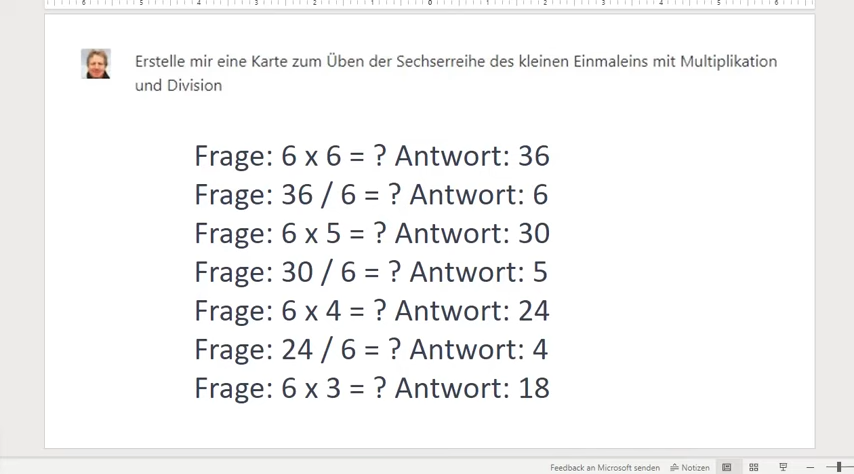 Erstelle mir eine Karte zum Üben der Sechserreihe des kleinen Einmaleins mit Multiplikation
und Division
Frage: 6 x 6 = ? Antwort: 36
Frage: 36 / 6 = ? Antwort: 6
Frage: 6 x 5 = ? Antwort: 30
Frage: 30 / 6 = ? Antwort: 5
Frage: 6 x 4 = ? Antwort: 24
Frage: 24 / 6 = ? Antwort: 4
Frage: 6 x 3 = ? Antwort: 18
Feedback an Microsoft senden Notizen